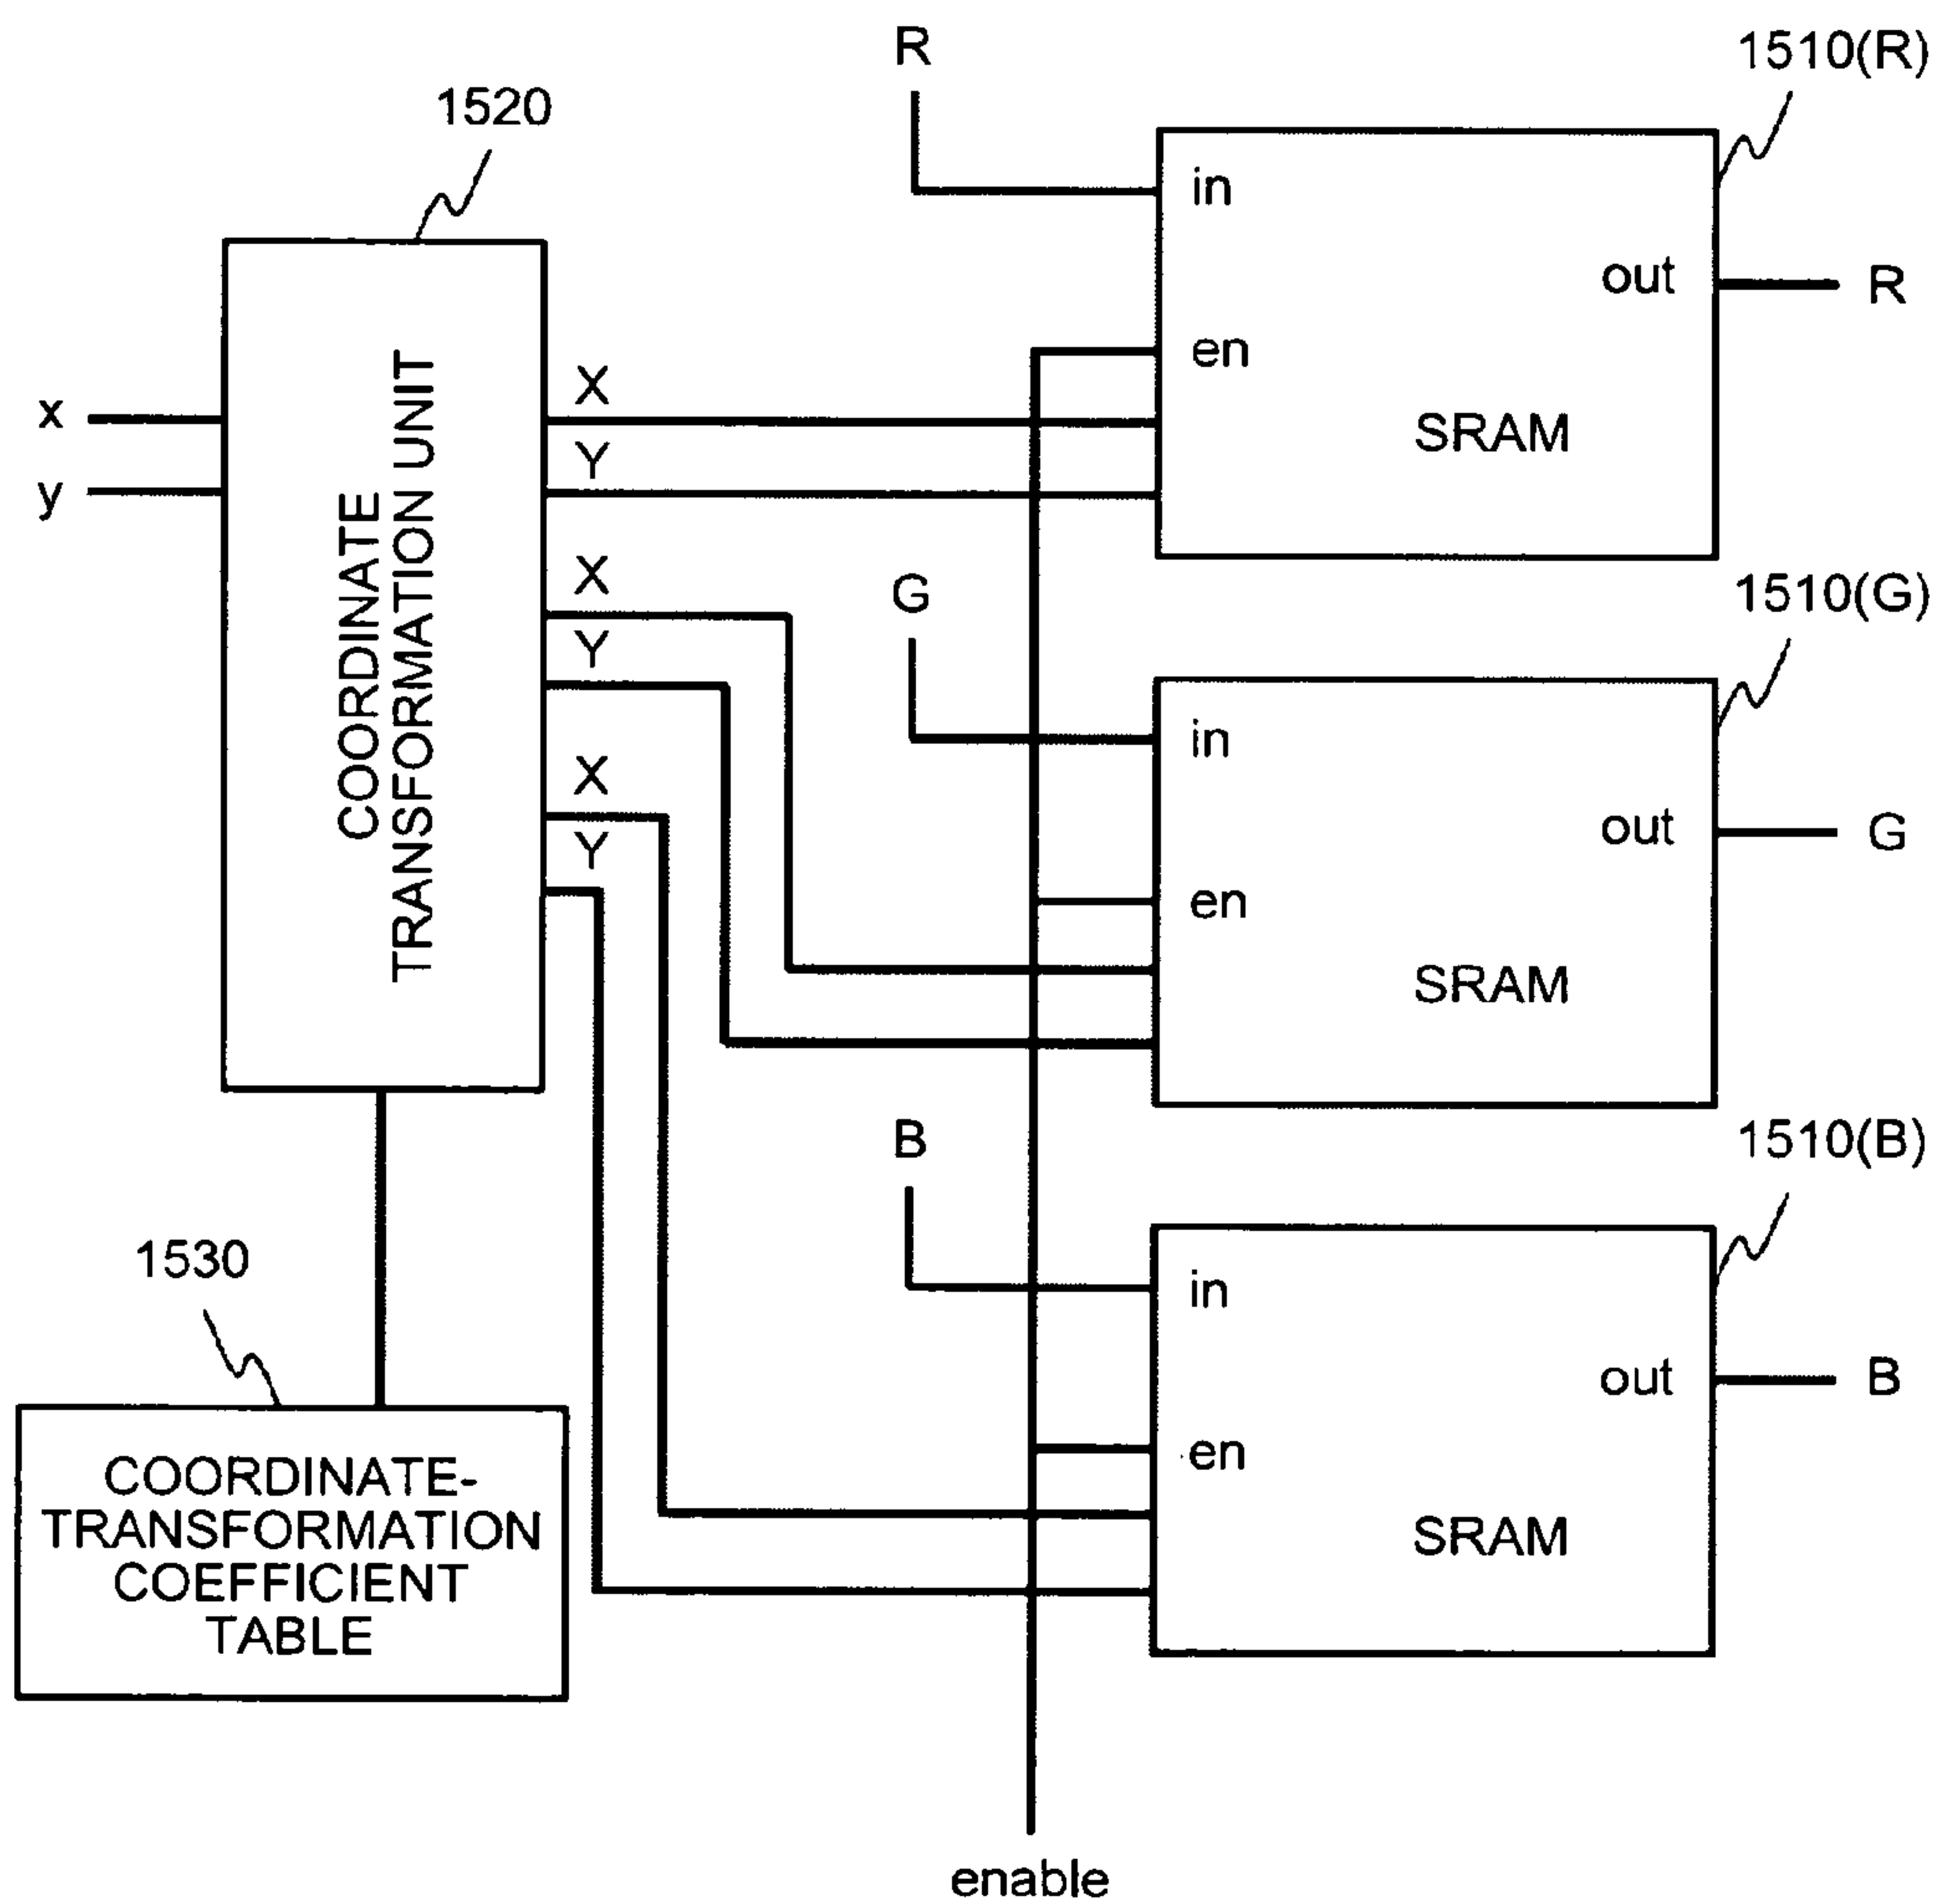 R
1510(R)
1520
in
out
R
en
SRAM
x
y
COORDINATE
TRANSFORMATION UNIT
X
Y
X
Y
X
Y
G
1510(G)
in
out
G
en
SRAM
B
1510(B)
in
out
B
en
SRAM
1530
COORDINATE-
TRANSFORMATION
COEFFICIENT
TABLE
enable